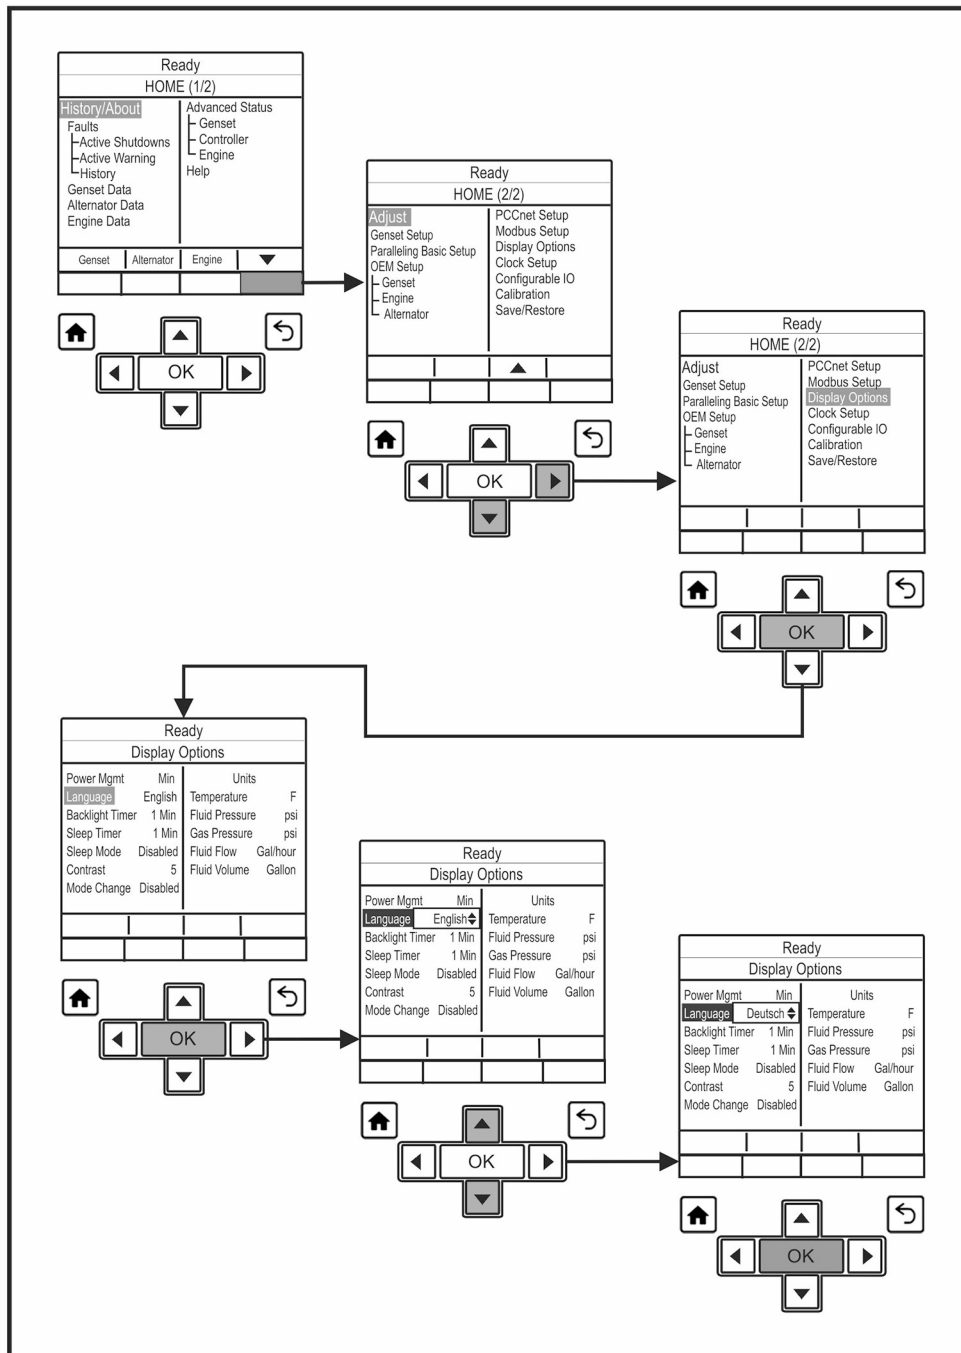 Ready
HOME (1/2)
History/About
Faults
Active Shutdowns
Active Warning
History
Genset Data
Alternator Data
Engine Data
Advanced Status
Genset
Controller
Engine
Help
Genset Alternator Engine
OK
Ready
HOME (2/2)
Adjust
Genset Setup
Paralleling Basic Setup
OEM Setup
Genset
Engine
Alternator
PCCnet Setup
Modbus Setup
Display Options
Clock Setup
Configurable IO
Calibration
Save/Restore
OK
Ready
HOME (2/2)
Adjust
Genset Setup
Paralleling Basic Setup
OEM Setup
Genset
Engine
Alternator
PCCnet Setup
Modbus Setup
Display Options
Clock Setup
Configurable IO
Calibration
Save/Restore
OK
Ready
Display Options
Power Mgmt Min
Language English
Backlight Timer 1 Min
Sleep Timer 1 Min
Sleep Mode Disabled
Contrast 5
Mode Change Disabled
Units
Temperature F
Fluid Pressure psi
Gas Pressure psi
Fluid Flow Gal/hour
Fluid Volume Gallon
OK
Ready
Display Options
Power Mgmt Min
Language English
Backlight Timer 1 Min
Sleep Timer 1 Min
Sleep Mode Disabled
Contrast 5
Mode Change Disabled
Units
Temperature F
Fluid Pressure psi
Gas Pressure psi
Fluid Flow Gal/hour
Fluid Volume Gallon
OK
Ready
Display Options
Power Mgmt Min
Language Deutsch
Backlight Timer 1 Min
Sleep Timer 1 Min
Sleep Mode Disabled
Contrast 5
Mode Change Disabled
Units
Temperature F
Fluid Pressure psi
Gas Pressure psi
Fluid Flow Gal/hour
Fluid Volume Gallon
OK